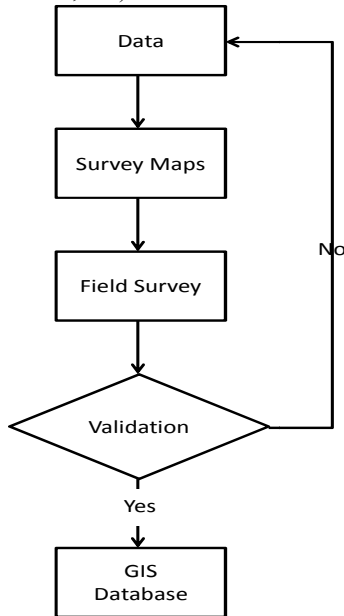 Data
Survey Maps
Field Survey
No
Validation
Yes
GIS
Database